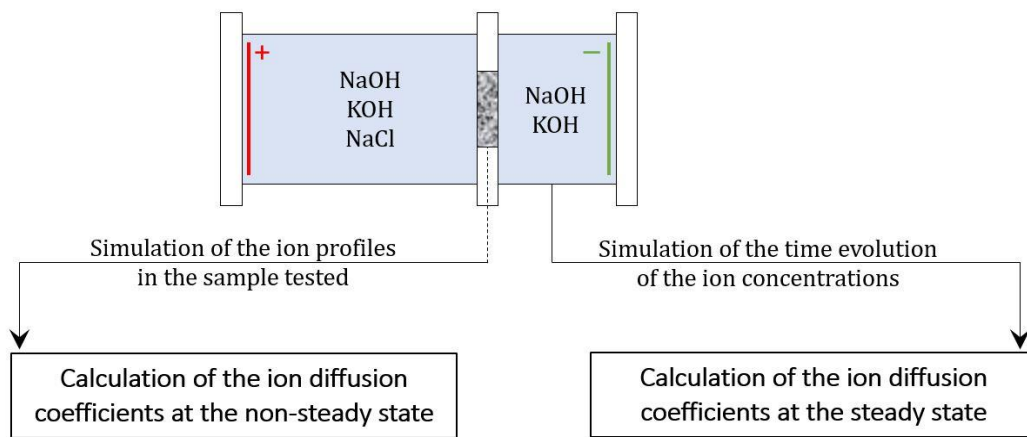 +
NaOH
KOH
NaCl
−
NaOH
KOH
Simulation of the ion profiles
in the sample tested
Simulation of the time evolution
of the ion concentrations
Calculation of the ion diffusion
coefficients at the non-steady state
Calculation of the ion diffusion
coefficients at the steady state